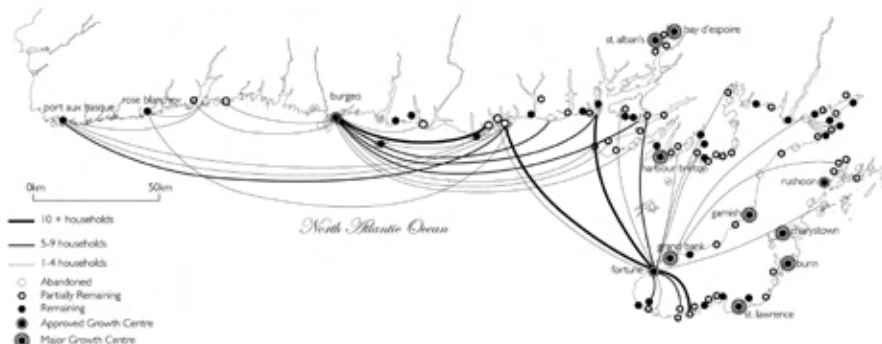 st. alban's
bay d'espoire
port aux basque
rose blanche
burgeo
harbour breton
rushoon
garnish
marystown
grand bank
fortune
burin
st. lawrence
0km
50km
North Atlantic Ocean
10 + households
5-9 households
1-4 households
Abandoned
Partially Remaining
Remaining
Approved Growth Centre
Major Growth Centre